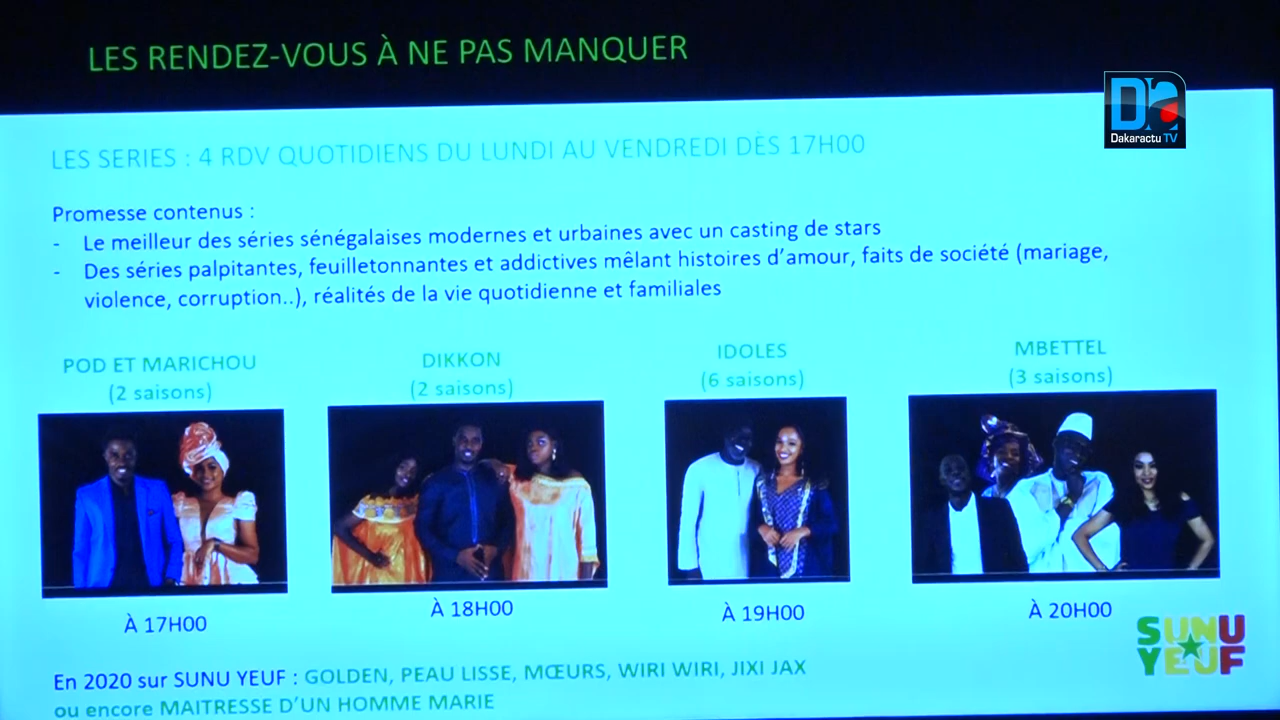 LES RENDEZ-VOUS À NE PAS MANQUER
Da
Dakaractu TV
LES SERIES : 4 RDV QUOTIDIENS DU LUNDI AU VENDREDI DÈS 17H00
Promesse contenus :
- Le meilleur des séries sénégalaises modernes et urbaines avec un casting de stars
- Des séries palpitantes, feuilletonnantes et addictives mêlant histoires d'amour, faits de société (mariage,
violence, corruption..), réalités de la vie quotidienne et familiales
POD ET MARICHOU
(2 saisons)
À 17H00
DIKKON
(2 saisons)
À 18H00
IDOLES
(6 saisons)
À 19H00
MBETTEL
(3 saisons)
À 20H00
En 2020 sur SUNU YEUF : GOLDEN, PEAU LISSE, MŒURS, WIRI WIRI, JIXI JAX
ou encore MAITRESSE D'UN HOMME MARIE
SUNU
YEUF